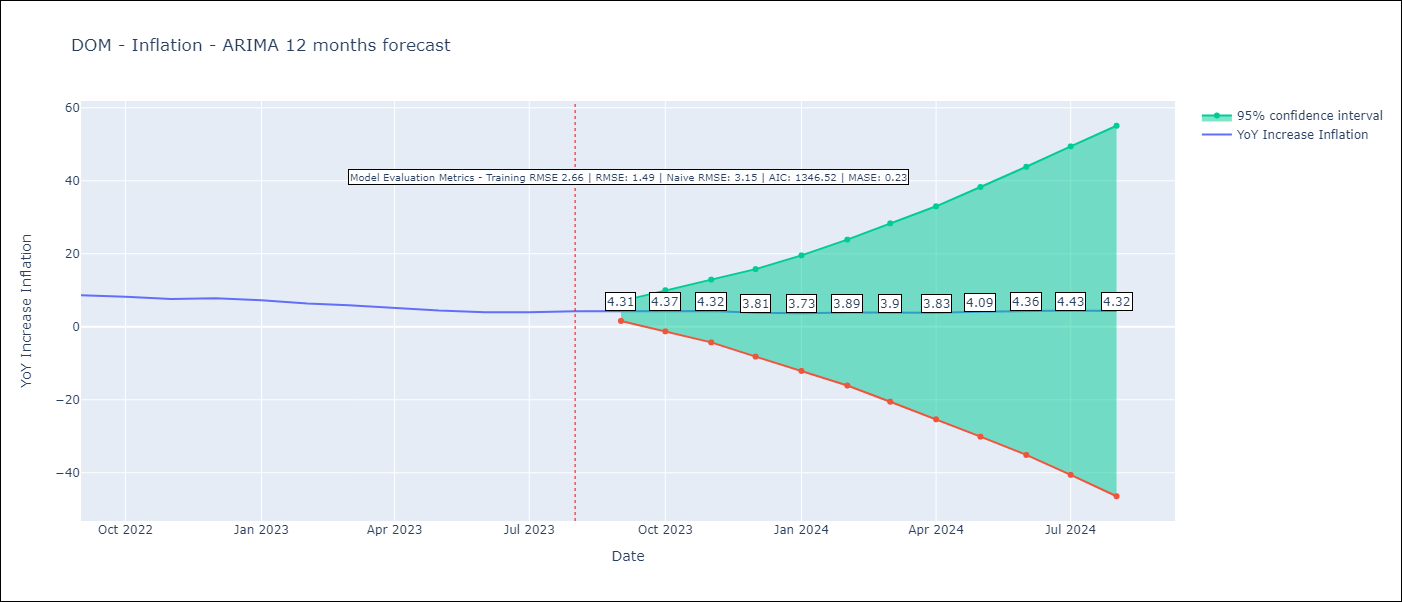 DOM - Inflation - ARIMA 12 months forecast
95% confidence interval
YoY Increase Inflation
Model Evaluation Metrics - Training RMSE 2.66 | RMSE: 1.49 | Naive RMSE: 3.15 | AIC: 1346.52 | MASE: 0.23
YoY Increase Inflation
60
40
20
0
−20
−40
4.31 4.37 4.32 3.81 3.73 3.89 3.9 3.83 4.09 4.36 4.43 4.32
Oct 2022 Jan 2023 Apr 2023 Jul 2023 Oct 2023 Jan 2024 Apr 2024 Jul 2024
Date